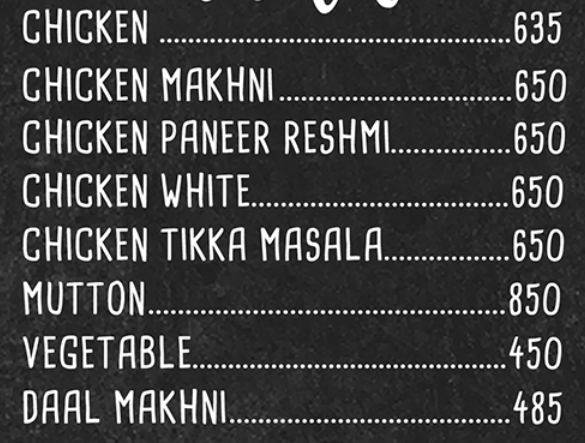 CHICKEN ...................................................635
CHICKEN MAKHNI..................................650
CHICKEN PANEER RESHMI.................650
CHICKEN WHITE......................................650
CHICKEN TIKKA MASALA..................650
MUTTON....................................................850
VEGETABLE..............................................450
DAAL MAKHNI.........................................485